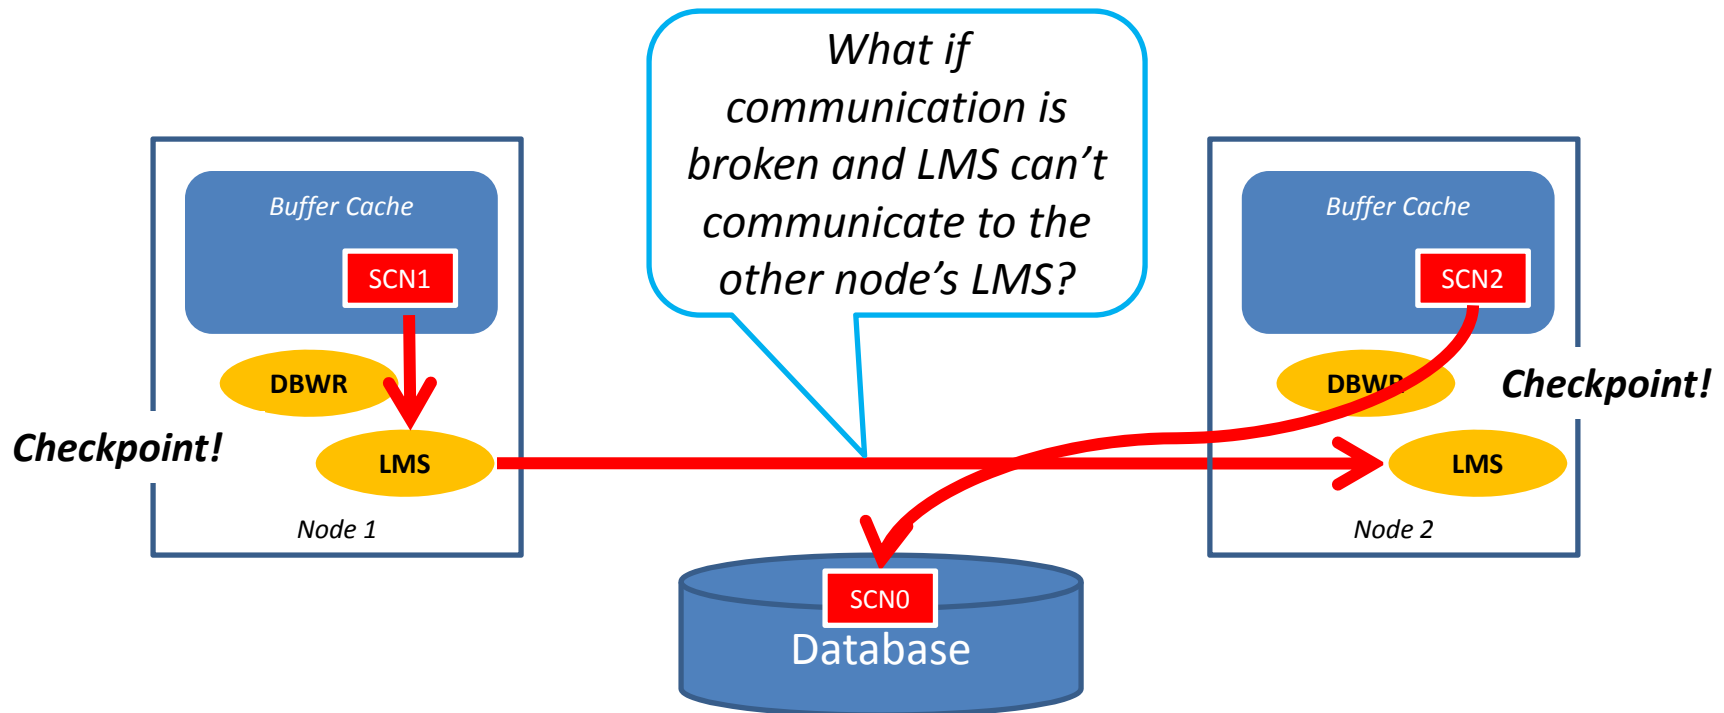 What if
communication is
broken and LMS can't
communicate to the
other node's LMS?
Buffer Cache
SCN1
DBWR
Checkpoint!
LMS
Node 1
Buffer Cache
SCN2
DBWR
Checkpoint!
LMS
Node 2
SCN0
Database